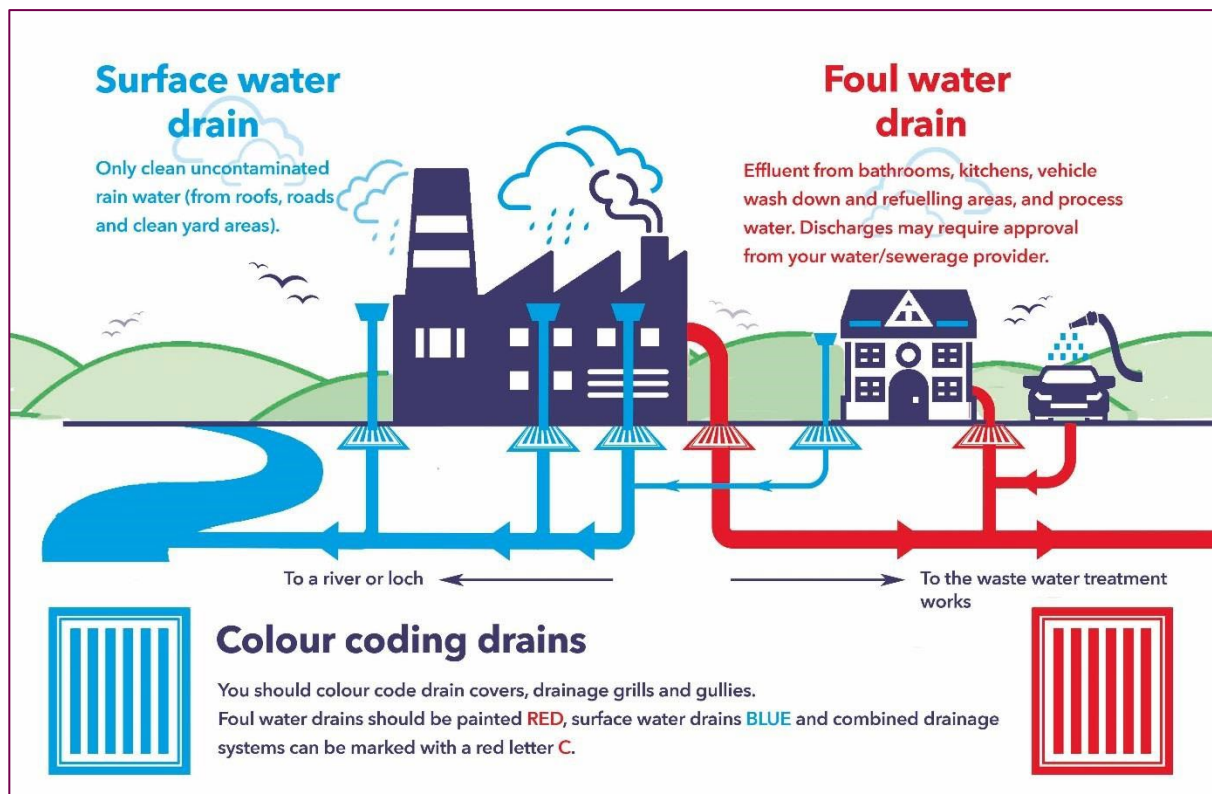 Surface water
drain
Only clean uncontaminated
rain water (from roofs, roads
and clean yard areas).
Foul water
drain
Effluent from bathrooms, kitchens, vehicle
wash down and refuelling areas, and process
water. Discharges may require approval
from your water/sewerage provider.
To a river or loch
To the waste water treatment
works
Colour coding drains
You should colour code drain covers, drainage grills and gullies.
Foul water drains should be painted RED, surface water drains BLUE and combined drainage
systems can be marked with a red letter C.